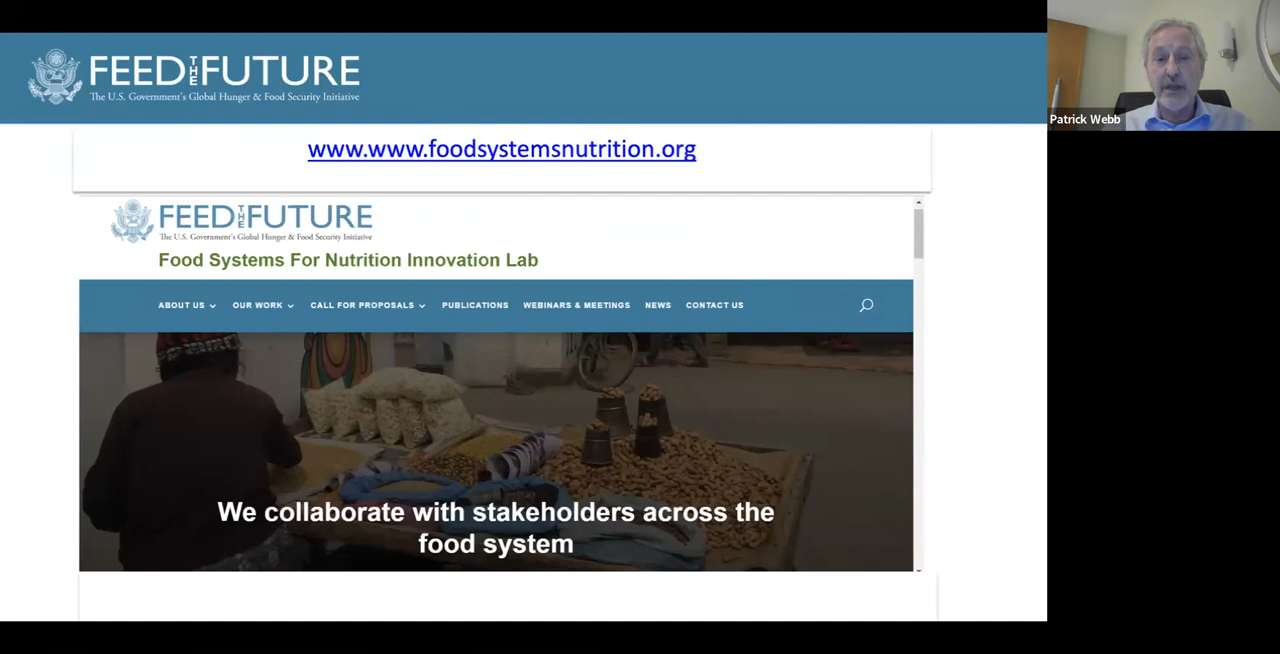 FEED THE FUTURE
The U.S. Government's Global Hunger & Food Security Initiative
Patrick Webb
www.www.foodsystemsnutrition.org
FEED THE FUTURE
The U.S. Government's Global Hunger & Food Security Initiative
Food Systems For Nutrition Innovation Lab
ABOUT US OUR WORK CALL FOR PROPOSALS PUBLICATIONS WEBINARS & MEETINGS NEWS CONTACT US
We collaborate with stakeholders across the
food system